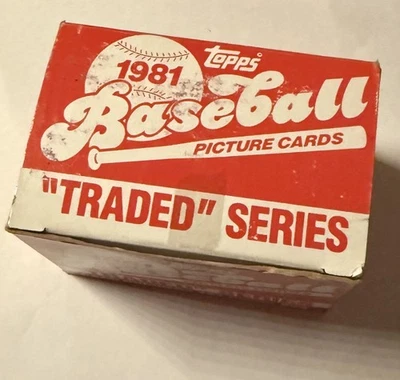 Topps
1981
Baseball
PICTURE CARDS
"TRADED" SERIES